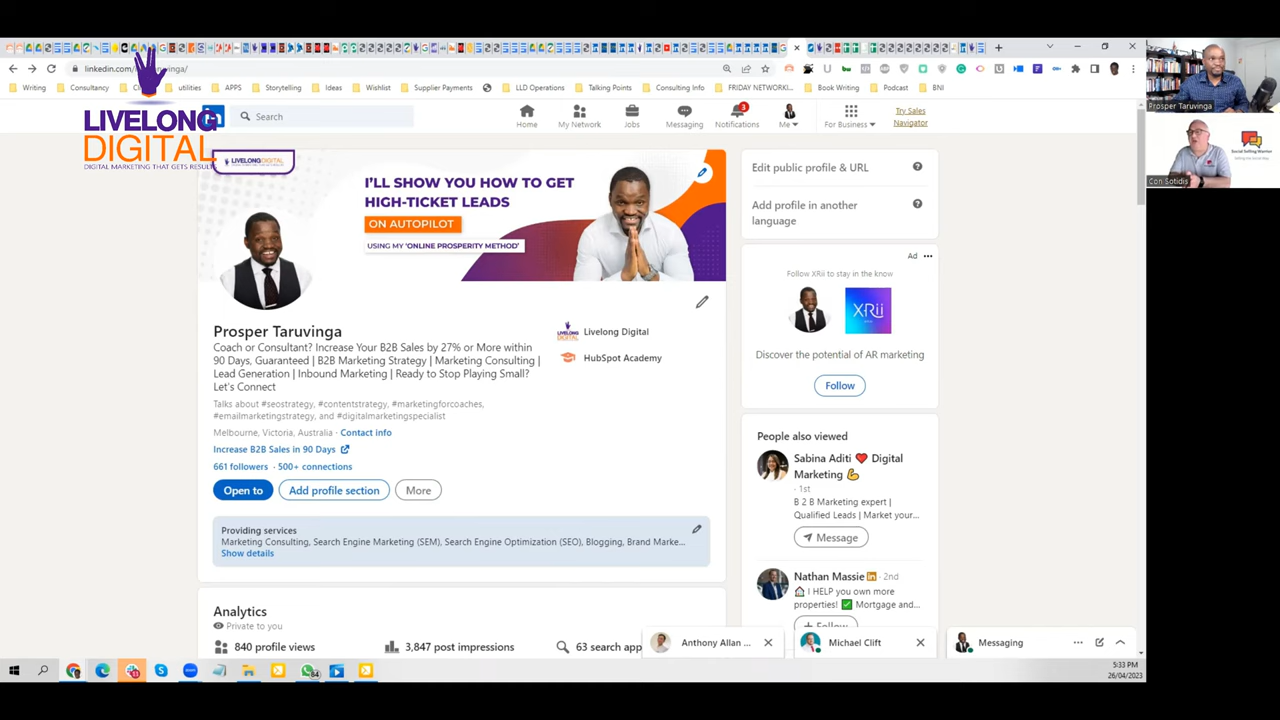 linkedin.com/
inga/
Writing
Consultancy
utilities
APPS
Storytelling
Ideas
Wishlist
Supplier Payments
LLD Operations
Talking Points
Consulting Info
FRIDAY NETWORKI...
Book Writing
Podcast
BNI
LIVELONG
DIGITAL
DIGITAL MARKETING THAT GETS RESULTS
Search
Home
My Network
Jobs
Messaging
3
Notifications
Me
For Business
Try Sales
Navigator
LIVELONGDIGITAL
I'LL SHOW YOU HOW TO GET
HIGH-TICKET LEADS
ON AUTOPILOT
USING MY 'ONLINE PROSPERITY METHOD'
Prosper Taruvinga
Coach or Consultant? Increase Your B2B Sales by 27% or More within
90 Days, Guaranteed | B2B Marketing Strategy | Marketing Consulting |
Lead Generation | Inbound Marketing | Ready to Stop Playing Small?
Let's Connect
Talks about #seostrategy, #contentstrategy, #marketingforcoaches,
#emailmarketingstrategy, and #digitalmarketingspecialist
Melbourne, Victoria, Australia · Contact info
Increase B2B Sales in 90 Days
661 followers · 500+ connections
Open to
Add profile section
More
Livelong Digital
HubSpot Academy
Providing services
Marketing Consulting, Search Engine Marketing (SEM), Search Engine Optimization (SEO), Blogging, Brand Marke...
Show details
Analytics
Private to you
840 profile views
3,847 post impressions
63 search app
Edit public profile & URL
Add profile in another
language
Ad
Follow XRii to stay in the know
XRii
Discover the potential of AR marketing
Follow
People also viewed
Sabina Aditi ❤️ Digital
Marketing 💪
· 1st
B 2 B Marketing expert |
Qualified Leads | Market your...
Message
Nathan Massie in · 2nd
🏠 I HELP you own more
properties! ✅ Mortgage and...
+ Follow
Anthony Allan ...
Michael Clift
Messaging
84
5:33 PM
26/04/2023
Prosper Taruvinga
Social Selling Warrior
Con Sotidis